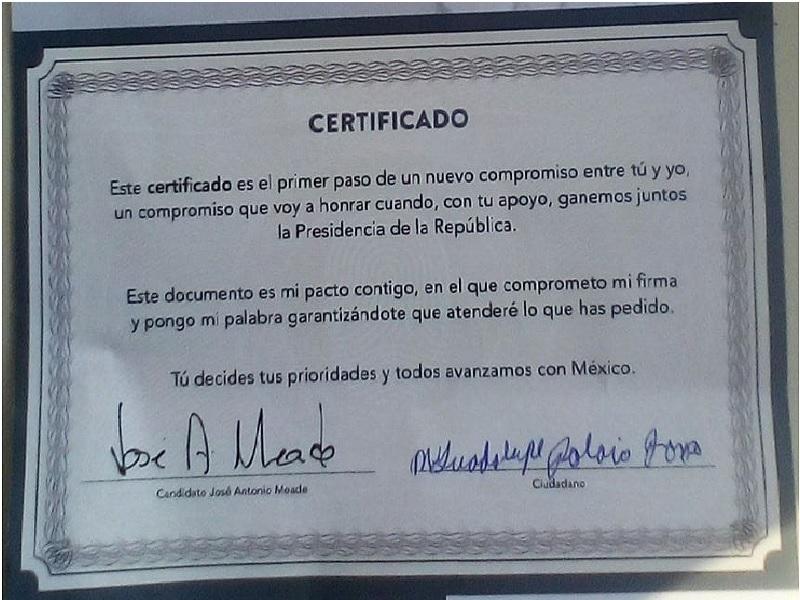 CERTIFICADO
Este certificado es el primer paso de un nuevo compromiso entre tú y yo,
un compromiso que voy a honrar cuando, con tu apoyo, ganemos juntos
la Presidencia de la República.
Este documento es mi pacto contigo, en el que comprometo mi firma
y pongo mi palabra garantizándote que atenderé lo que has pedido.
Tú decides tus prioridades y todos avanzamos con México.
José A Meade
Guadalupe
Candidato José Antonio Meade
Ciudadano